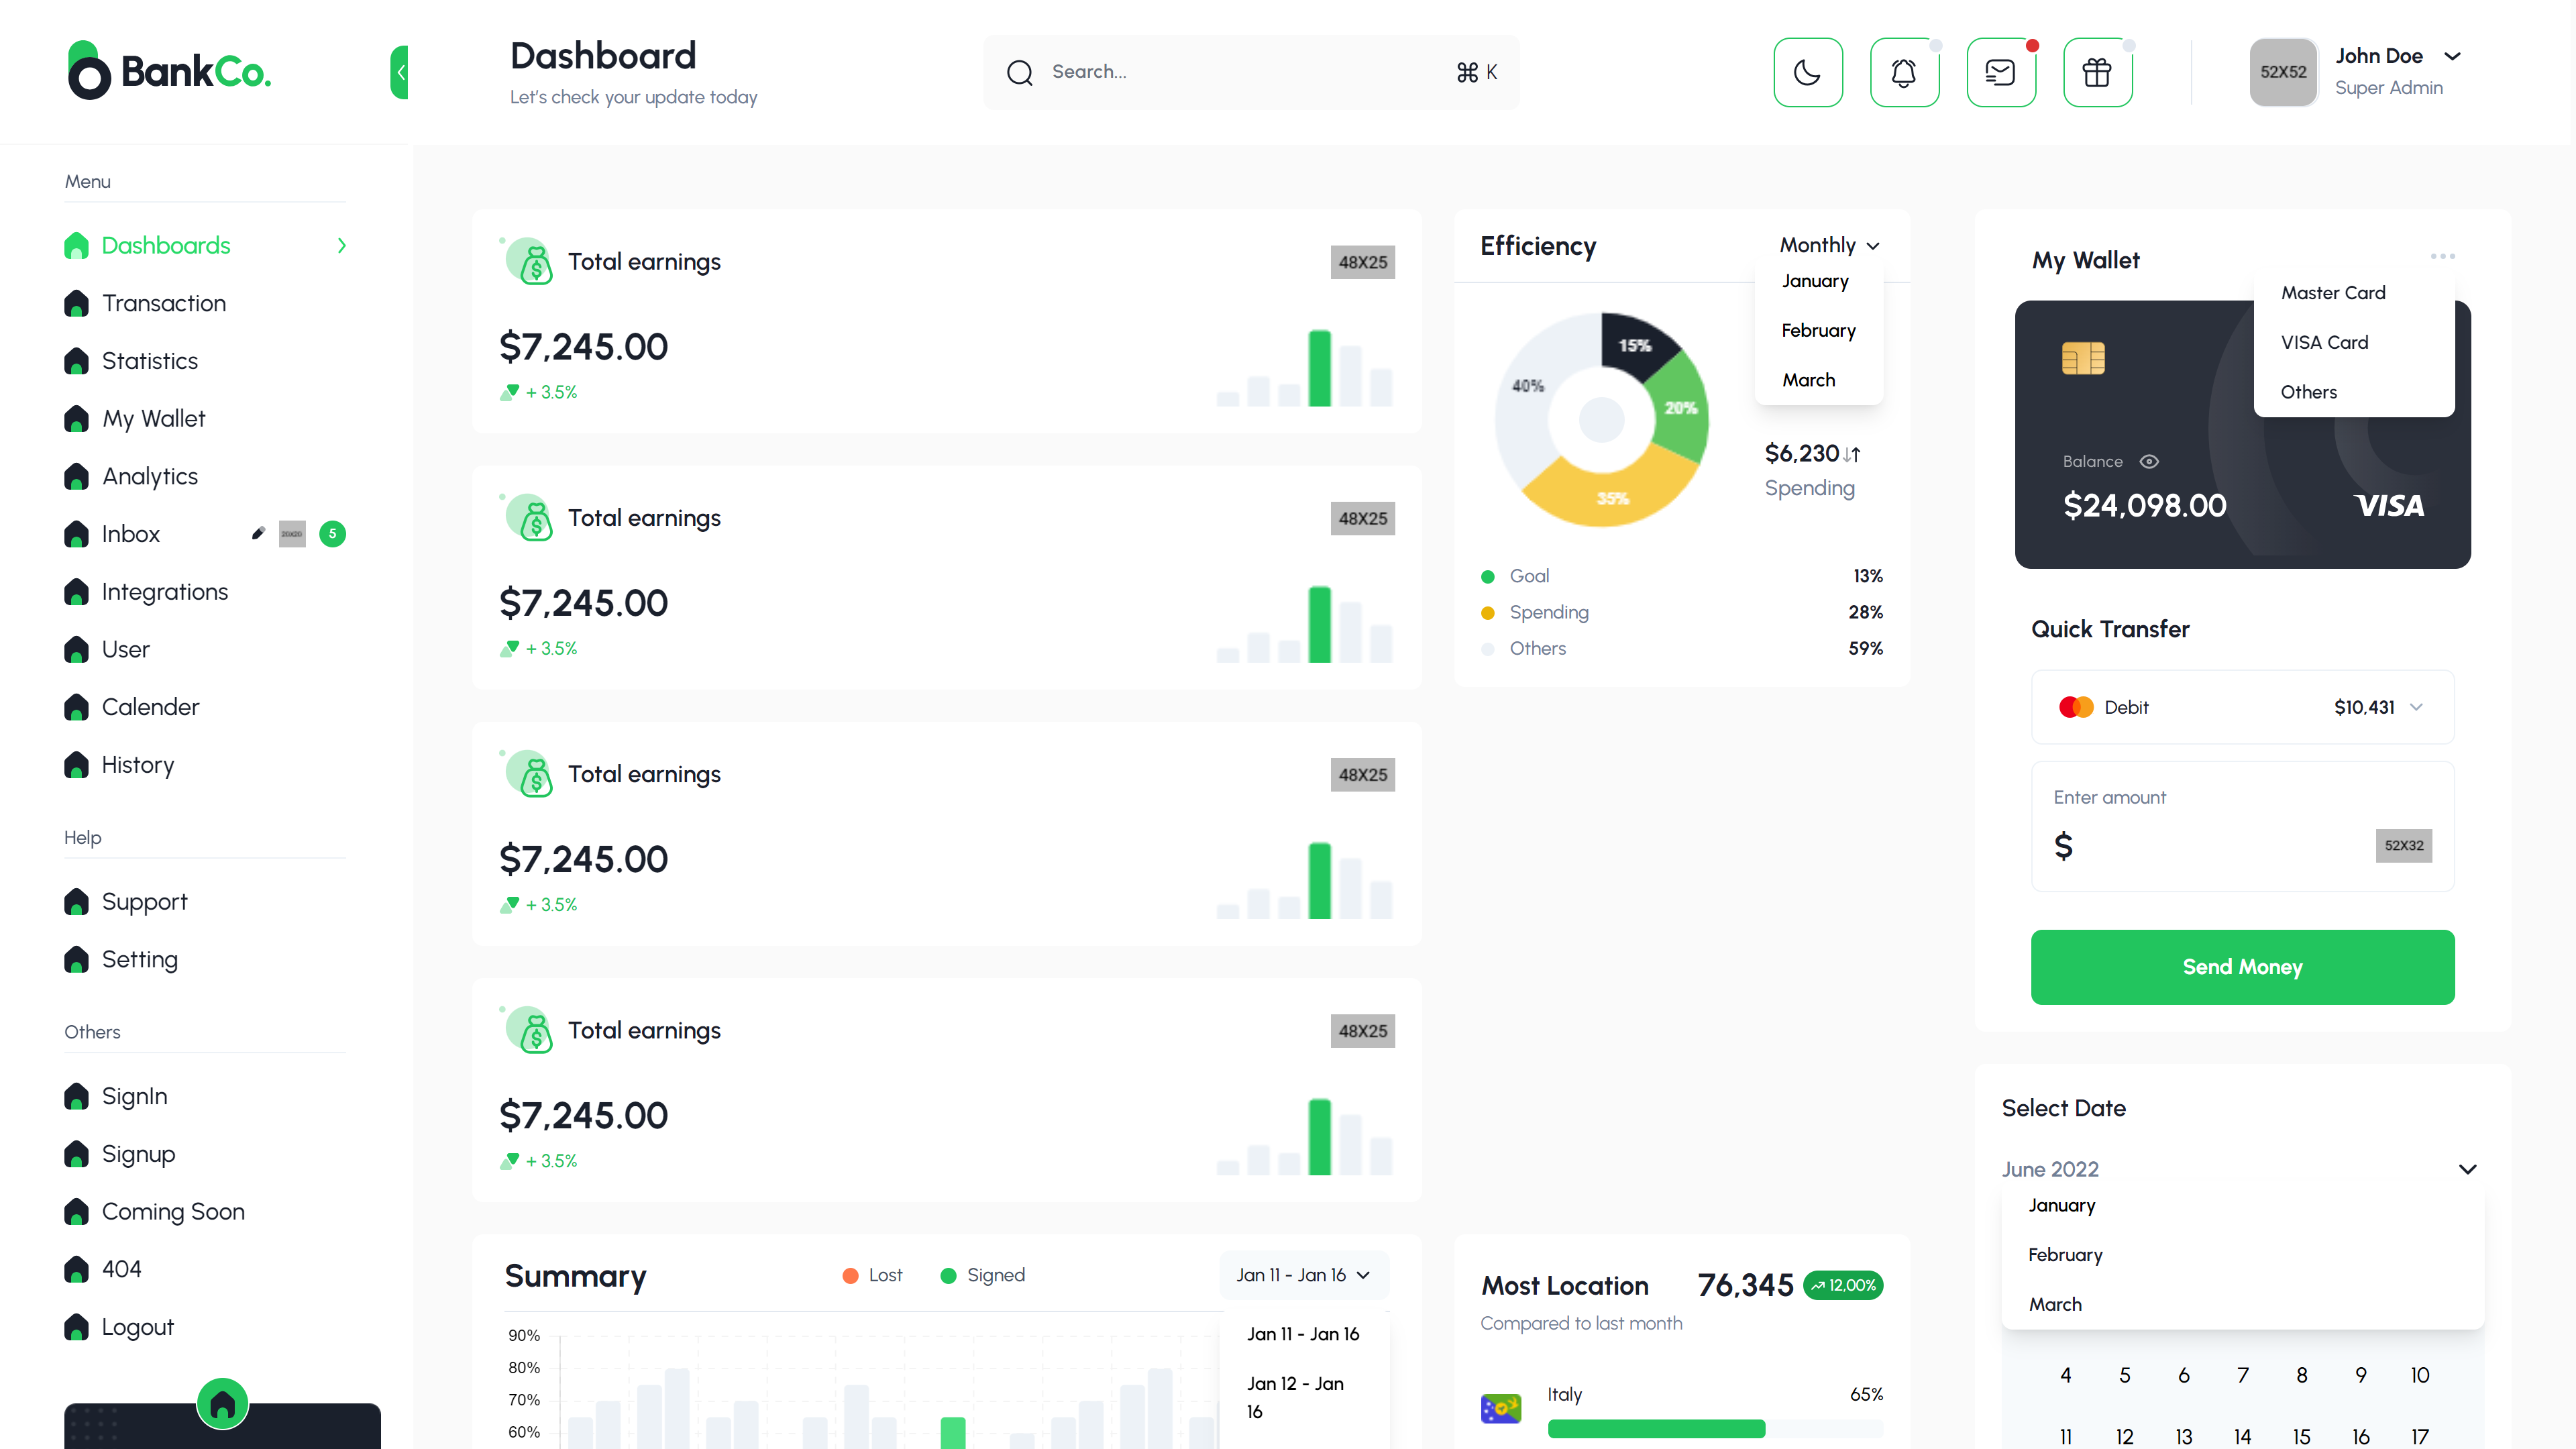 BankCo.
Dashboard
Let's check your update today
Search...
⌘ K
52X52
John Doe
Super Admin
Menu
Dashboards
Transaction
Statistics
My Wallet
Analytics
Inbox
20x20
5
Integrations
User
Calender
History
Help
Support
Setting
Others
SignIn
Signup
Coming Soon
404
Logout
Total earnings
48X25
$7,245.00
+ 3.5%
Total earnings
48X25
$7,245.00
+ 3.5%
Total earnings
48X25
$7,245.00
+ 3.5%
Total earnings
48X25
$7,245.00
+ 3.5%
Efficiency
Monthly
January
February
March
15%
20%
35%
40%
$6,230
Spending
Goal 13%
Spending 28%
Others 59%
My Wallet
Master Card
VISA Card
Others
Balance
$24,098.00
VISA
Quick Transfer
Debit
$10,431
Enter amount
$
52X32
Send Money
Select Date
June 2022
January
February
March
4 5 6 7 8 9 10
11 12 13 14 15 16 17
Summary
Lost
Signed
Jan 11 - Jan 16
Jan 11 - Jan 16
Jan 12 - Jan
16
90%
80%
70%
60%
Most Location
76,345
12,00%
Compared to last month
Italy
65%